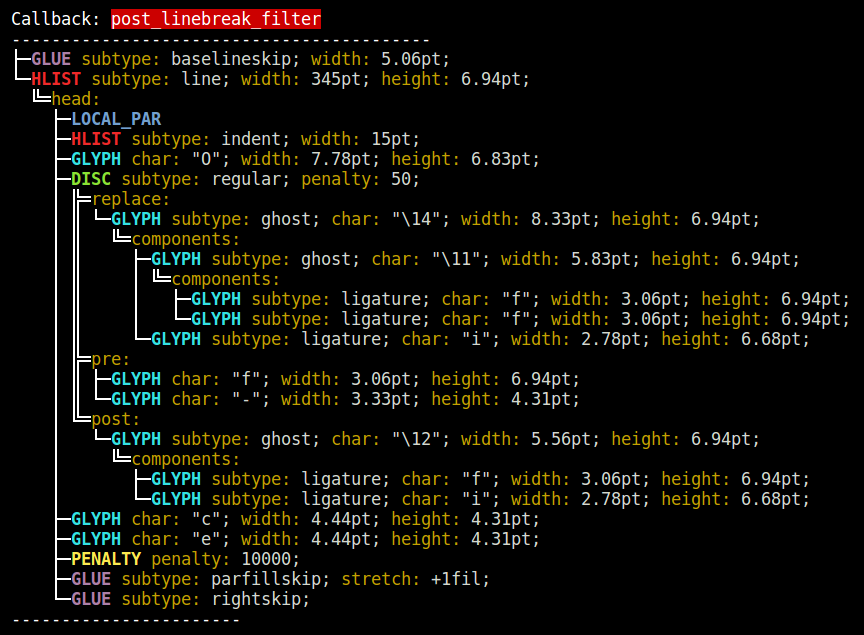 Callback: post_linebreak_filter
------------------------------------------
├─GLUE subtype: baselineskip; width: 5.06pt;
└─HLIST subtype: line; width: 345pt; height: 6.94pt;
╚═head:
├─LOCAL_PAR
├─HLIST subtype: indent; width: 15pt;
├─GLYPH char: "O"; width: 7.78pt; height: 6.83pt;
├─DISC subtype: regular; penalty: 50;
╠═replace:
└─GLYPH subtype: ghost; char: "\14"; width: 8.33pt; height: 6.94pt;
╚═components:
├─GLYPH subtype: ghost; char: "\11"; width: 5.83pt; height: 6.94pt;
╚═components:
├─GLYPH subtype: ligature; char: "f"; width: 3.06pt; height: 6.94pt;
└─GLYPH subtype: ligature; char: "f"; width: 3.06pt; height: 6.94pt;
└─GLYPH subtype: ligature; char: "i"; width: 2.78pt; height: 6.68pt;
╠═pre:
├─GLYPH char: "f"; width: 3.06pt; height: 6.94pt;
└─GLYPH char: "-"; width: 3.33pt; height: 4.31pt;
╚═post:
└─GLYPH subtype: ghost; char: "\12"; width: 5.56pt; height: 6.94pt;
╚═components:
├─GLYPH subtype: ligature; char: "f"; width: 3.06pt; height: 6.94pt;
└─GLYPH subtype: ligature; char: "i"; width: 2.78pt; height: 6.68pt;
├─GLYPH char: "c"; width: 4.44pt; height: 4.31pt;
├─GLYPH char: "e"; width: 4.44pt; height: 4.31pt;
├─PENALTY penalty: 10000;
├─GLUE subtype: parfillskip; stretch: +1fil;
└─GLUE subtype: rightskip;
-----------------------